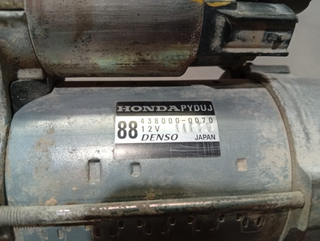 HONDA PYDUJ
88 438000-0070
12V
DENSO JAPAN